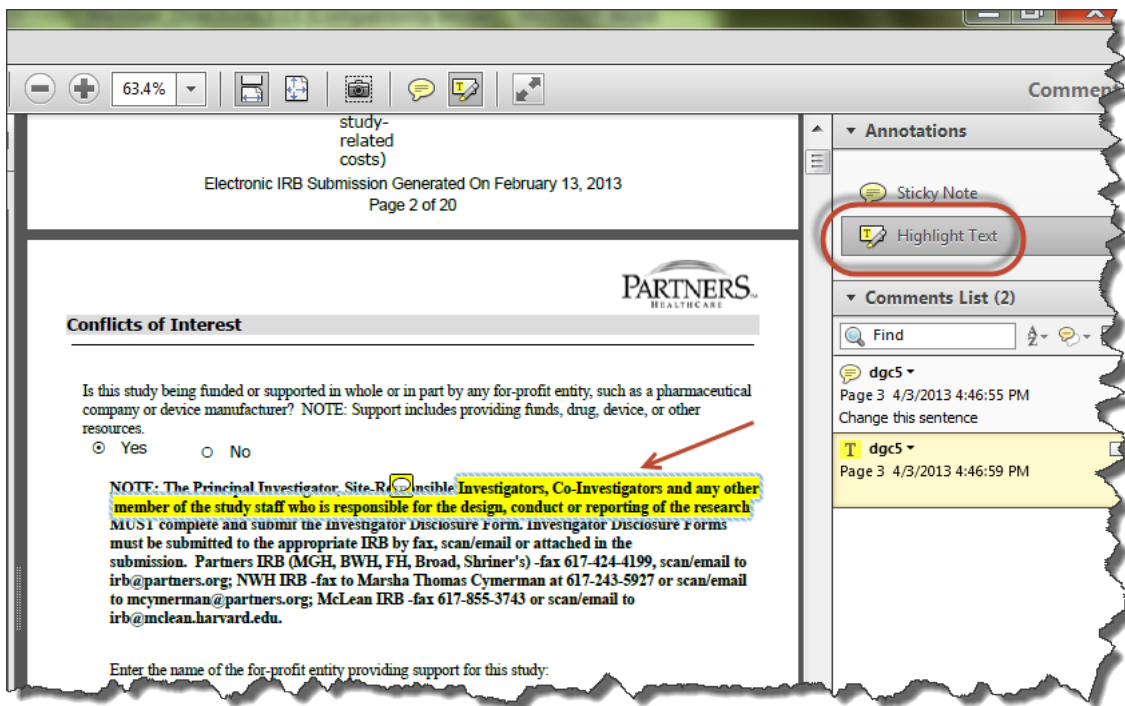 63.4%
Commen
study-
related
costs)
Electronic IRB Submission Generated On February 13, 2013
Page 2 of 20
PARTNERS
HEALTHCARE
Conflicts of Interest
Is this study being funded or supported in whole or in part by any for-profit entity, such as a pharmaceutical
company or device manufacturer? NOTE: Support includes providing funds, drug, device, or other
resources.
Yes No
NOTE: The Principal Investigator, Site-Responsible Investigators, Co-Investigators and any other
member of the study staff who is responsible for the design, conduct or reporting of the research
MUST complete and submit the Investigator Disclosure Form. Investigator Disclosure Forms
must be submitted to the appropriate IRB by fax, scan/email or attached in the
submission. Partners IRB (MGH, BWH, FH, Broad, Shriner's) -fax 617-424-4199, scan/email to
irb@partners.org; NWH IRB -fax to Marsha Thomas Cymerman at 617-243-5927 or scan/email
to mcymerman@partners.org; McLean IRB -fax 617-855-3743 or scan/email to
irb@mclean.harvard.edu.
Enter the name of the for-profit entity providing support for this study:
Annotations
Sticky Note
T Highlight Text
Comments List (2)
Find
dgc5
Page 3 4/3/2013 4:46:55 PM
Change this sentence
T dgc5
Page 3 4/3/2013 4:46:59 PM